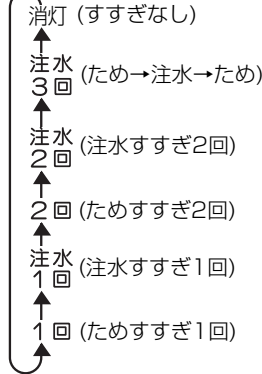 消灯 (すすぎなし)
注水
3回 (ため→注水→ため)
注水
2回 (注水すすぎ2回)
2回 (ためすすぎ2回)
注水
1回 (注水すすぎ1回)
1回 (ためすすぎ1回)